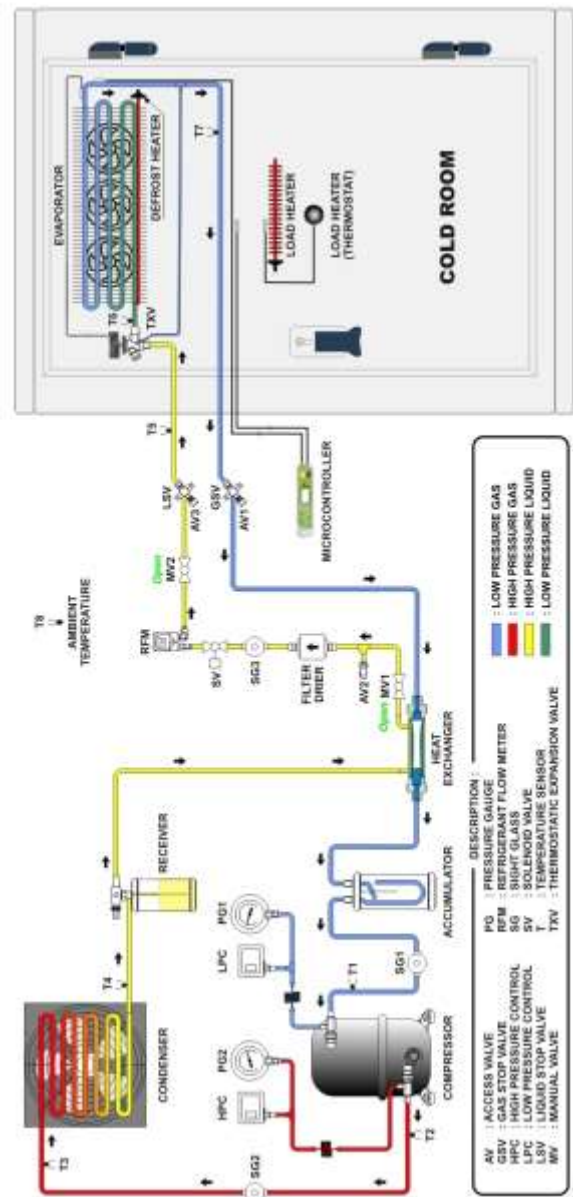 T3
CONDENSER
T4
RECEIVER
T8
AMBIENT
TEMPERATURE
EVAPORATOR
DEFROST HEATER
T6
TXV
T7
LOAD HEATER
LOAD HEATER
(THERMOSTAT)
COLD ROOM
T5
LSV
AV3
Open
MV2
RFM
SV
SG3
FILTER
DRIER
AV2
MV1
Open
GSV
AV1
MICROCONTROLLER
HEAT
EXCHANGER
ACCUMULATOR
PG1
LPC
SG1
T1
PG2
HPC
COMPRESSOR
T2
SG2
DESCRIPTION :
AV : ACCESS VALVE
GSV : GAS STOP VALVE
HPC : HIGH PRESSURE CONTROL
LPC : LOW PRESSURE CONTROL
LSV : LIQUID STOP VALVE
MV : MANUAL VALVE
PG : PRESSURE GAUGE
RFM : REFRIGERANT FLOW METER
SG : SIGHT GLASS
SV : SOLENOID VALVE
T : TEMPERATURE SENSOR
TXV : THERMOSTATIC EXPANSION VALVE
: LOW PRESSURE GAS
: HIGH PRESSURE GAS
: HIGH PRESSURE LIQUID
: LOW PRESSURE LIQUID